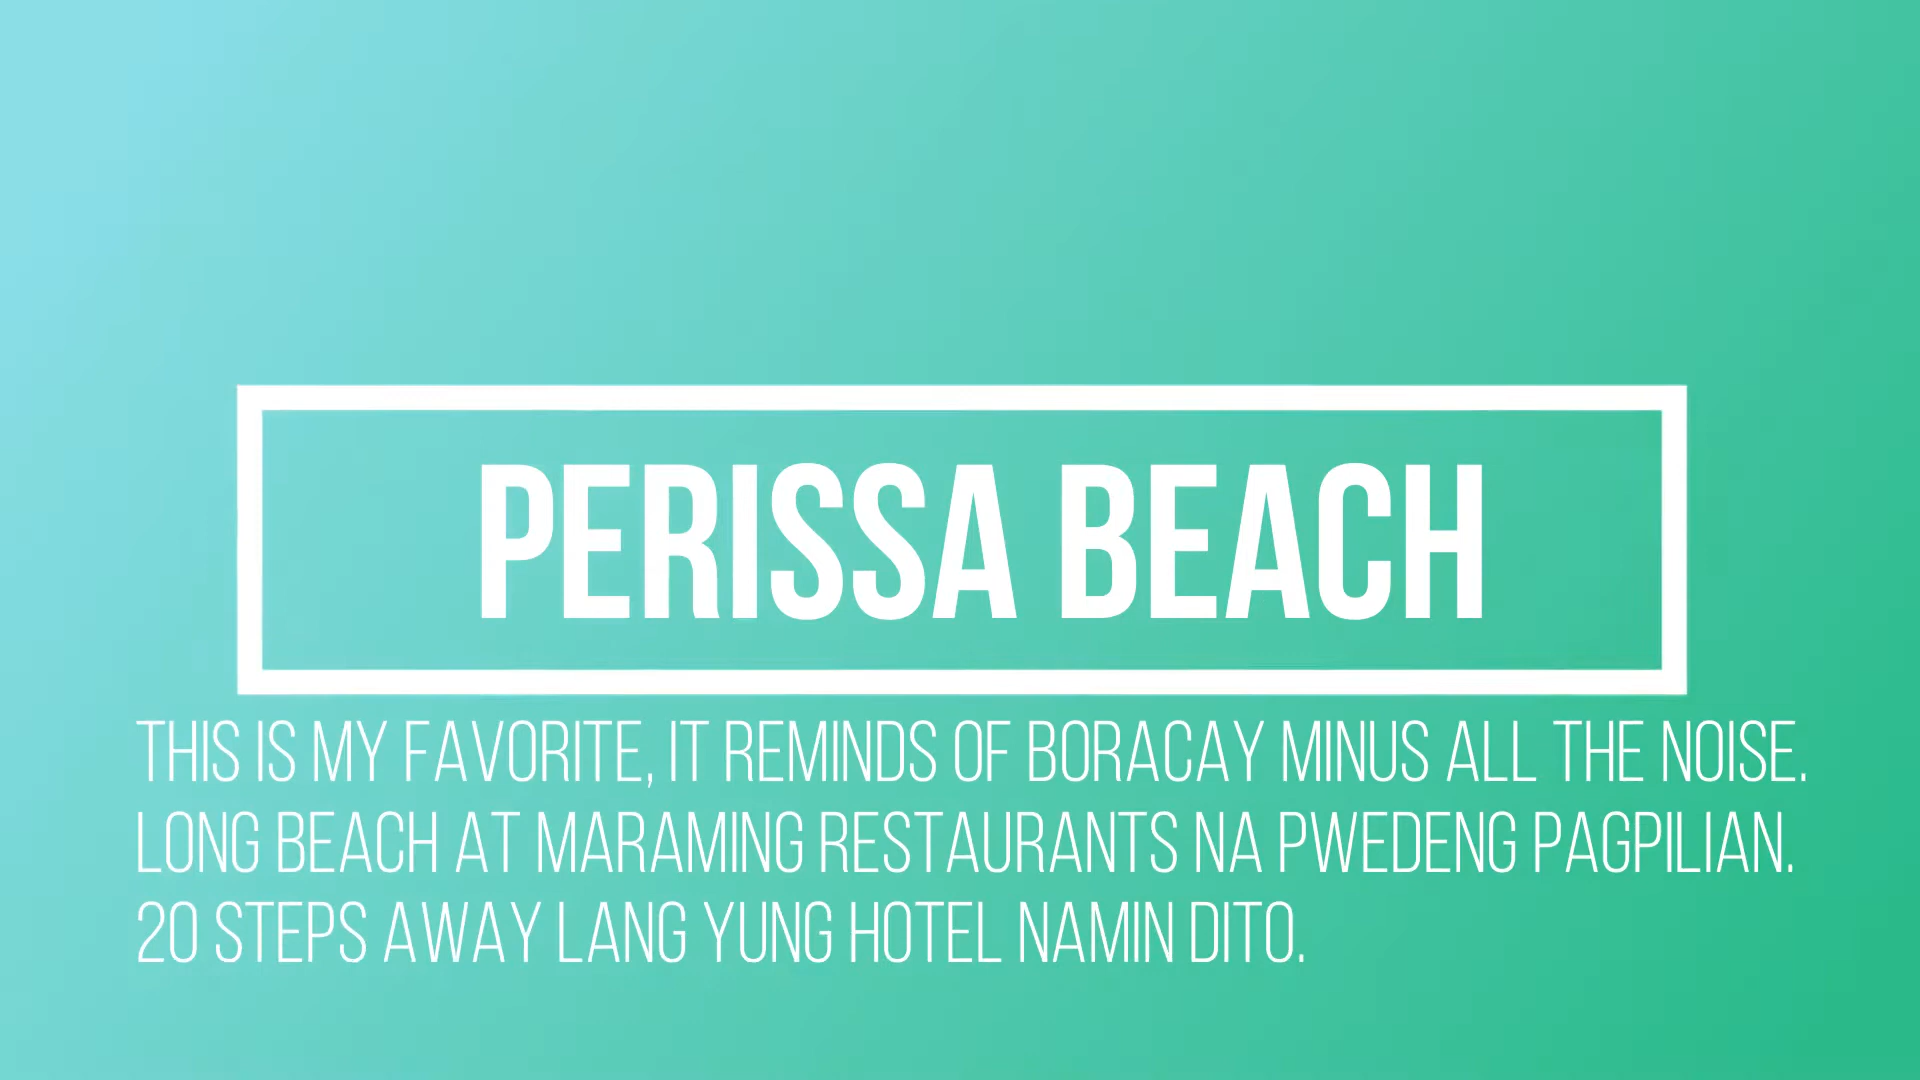 PERISSA BEACH
THIS IS MY FAVORITE, IT REMINDS OF BORACAY MINUS ALL THE NOISE.
LONG BEACH AT MARAMING RESTAURANTS NA PWEDENG PAGPILIAN.
20 STEPS AWAY LANG YUNG HOTEL NAMIN DITO.